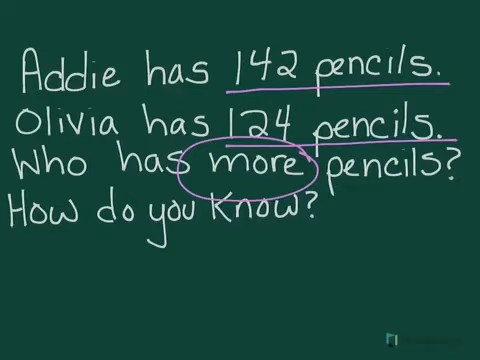 Addie has 142 pencils.
Olivia has 124 pencils.
Who has more pencils?
How do you Know?